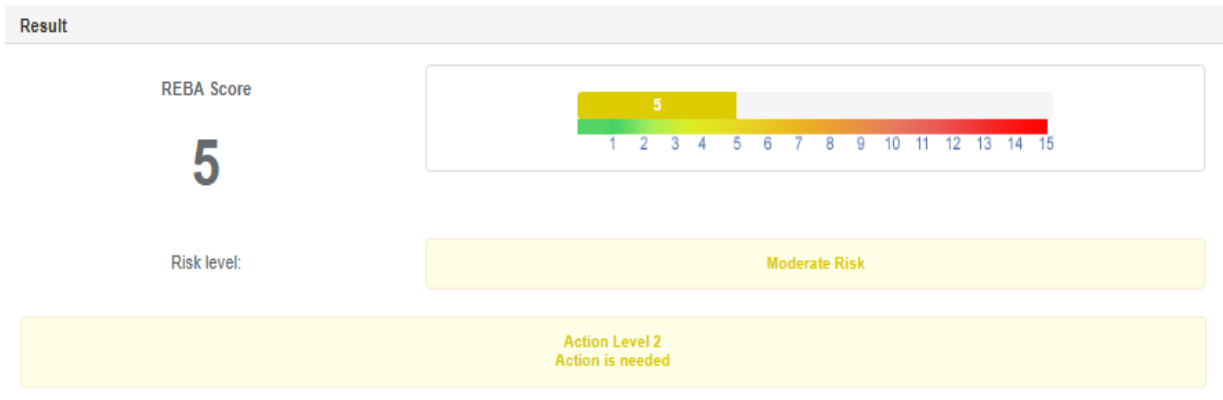 Result
REBA Score
5
5
1 2 3 4 5 6 7 8 9 10 11 12 13 14 15
Risk level:
Moderate Risk
Action Level 2
Action is needed